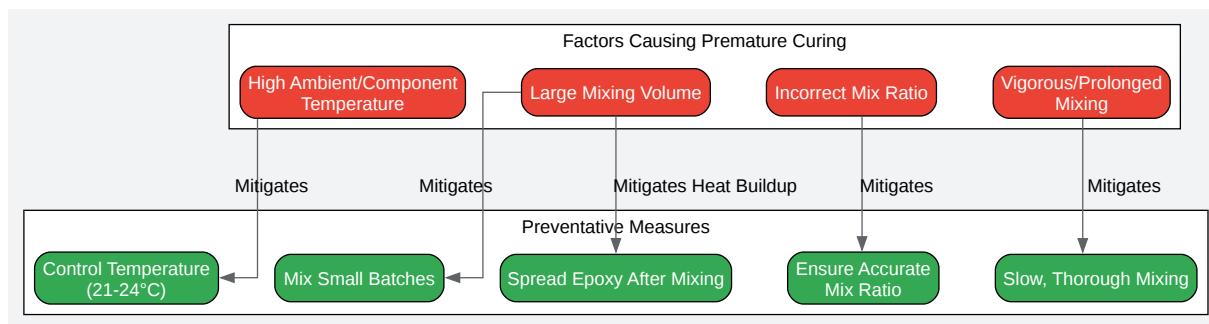 Factors Causing Premature Curing
High Ambient/Component
Temperature
Large Mixing Volume
Incorrect Mix Ratio
Vigorous/Prolonged
Mixing
Mitigates
Mitigates
Mitigates Heat Buildup
Mitigates
Mitigates
Preventative Measures
Control Temperature
(21-24°C)
Mix Small Batches
Spread Epoxy After Mixing
Ensure Accurate
Mix Ratio
Slow, Thorough Mixing